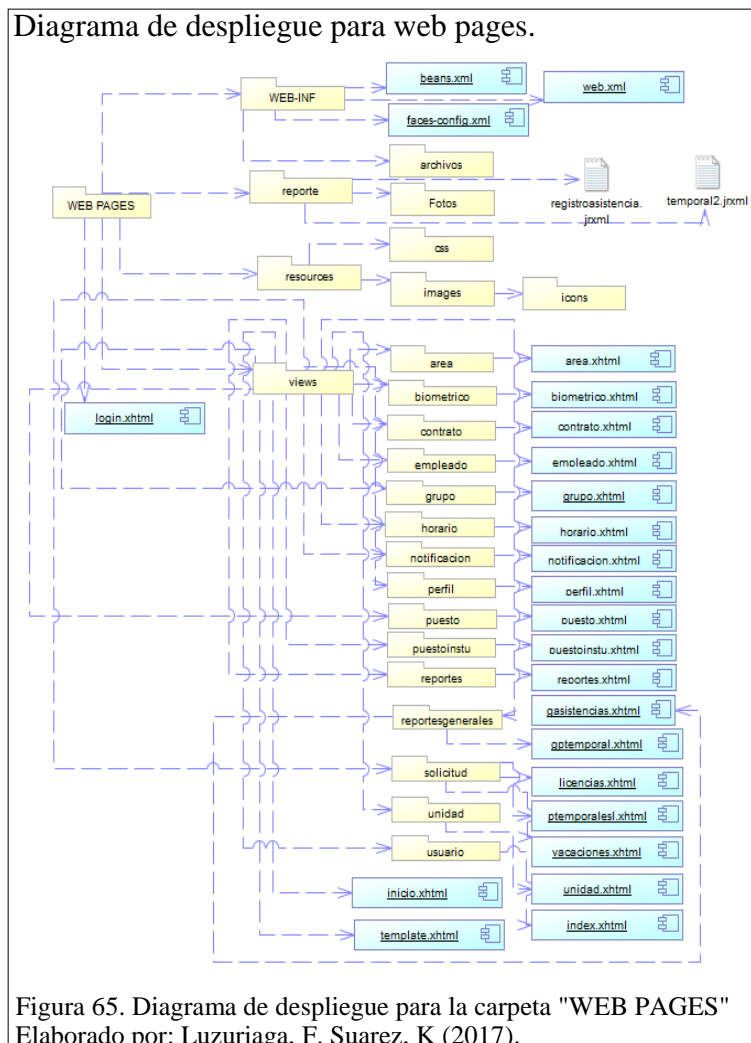 Diagrama de despliegue para web pages.
beans.xml
web.xml
WEB-INF
faces-config.xml
archivos
reporte
WEB PAGES
Fotos
registroasistencia.
jrxml
temporal2.jrxml
css
resources
images
icons
area
area.xhtml
views
biometrico
biometrico.xhtml
login.xhtml
contrato
contrato.xhtml
empleado
empleado.xhtml
grupo
grupo.xhtml
horario
horario.xhtml
notificacion
notificacion.xhtml
perfil
perfil.xhtml
puesto
puesto.xhtml
puestoinstu
puestoinstu.xhtml
reportes
reportes.xhtml
reportesgenerales
gasistencias.xhtml
gptemporal.xhtml
solicitud
licencias.xhtml
unidad
ptemporalesl.xhtml
usuario
vacaciones.xhtml
inicio.xhtml
unidad.xhtml
template.xhtml
index.xhtml
Figura 65. Diagrama de despliegue para la carpeta "WEB PAGES"
Elaborado por: Luzuriaga, F. Suarez, K (2017).